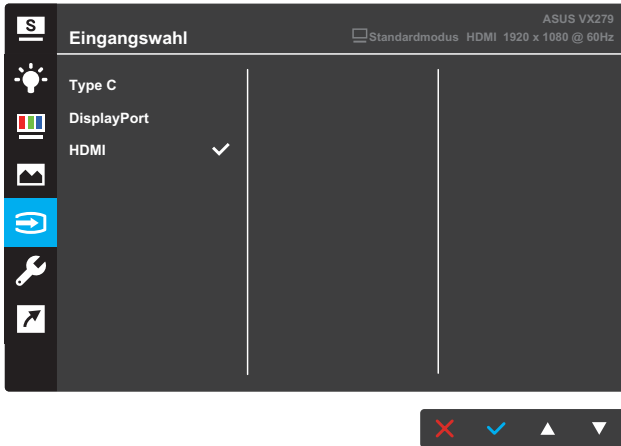 S
Eingangswahl
ASUS VX279
Standardmodus HDMI 1920 x 1080 @ 60Hz
Type C
DisplayPort
HDMI